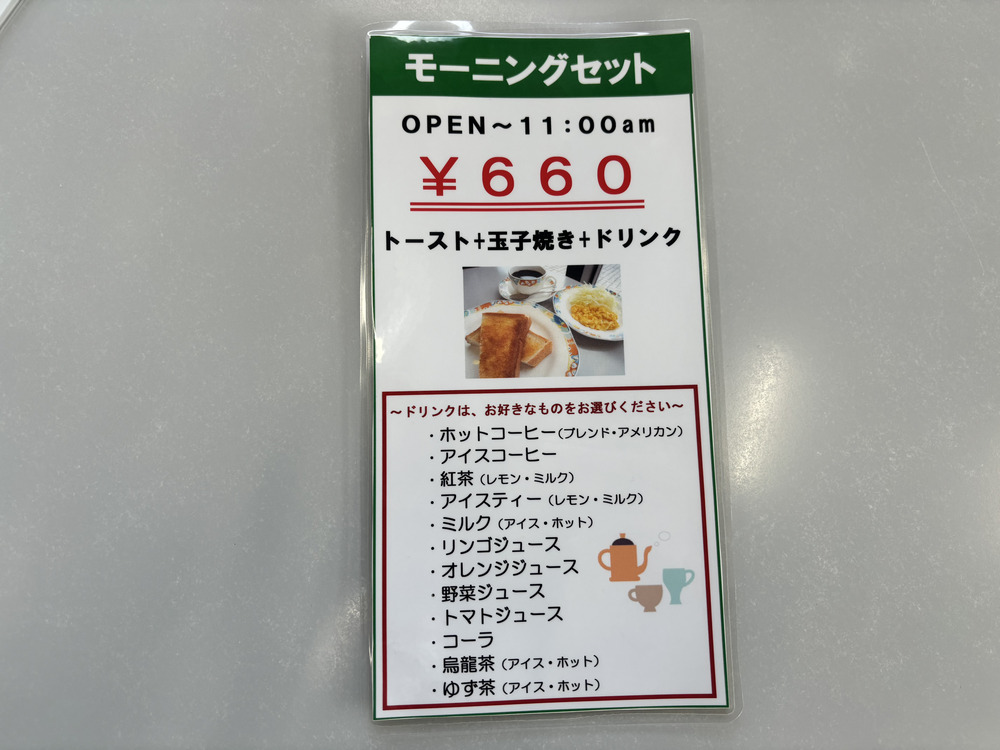 モーニングセット
OPEN～11:00am
￥660
トースト+玉子焼き+ドリンク
～ドリンクは、お好きなものをお選びください～
・ホットコーヒー（ブレンド・アメリカン）
・アイスコーヒー
・紅茶（レモン・ミルク）
・アイスティー（レモン・ミルク）
・ミルク（アイス・ホット）
・リンゴジュース
・オレンジジュース
・野菜ジュース
・トマトジュース
・コーラ
・烏龍茶（アイス・ホット）
・ゆず茶（アイス・ホット）